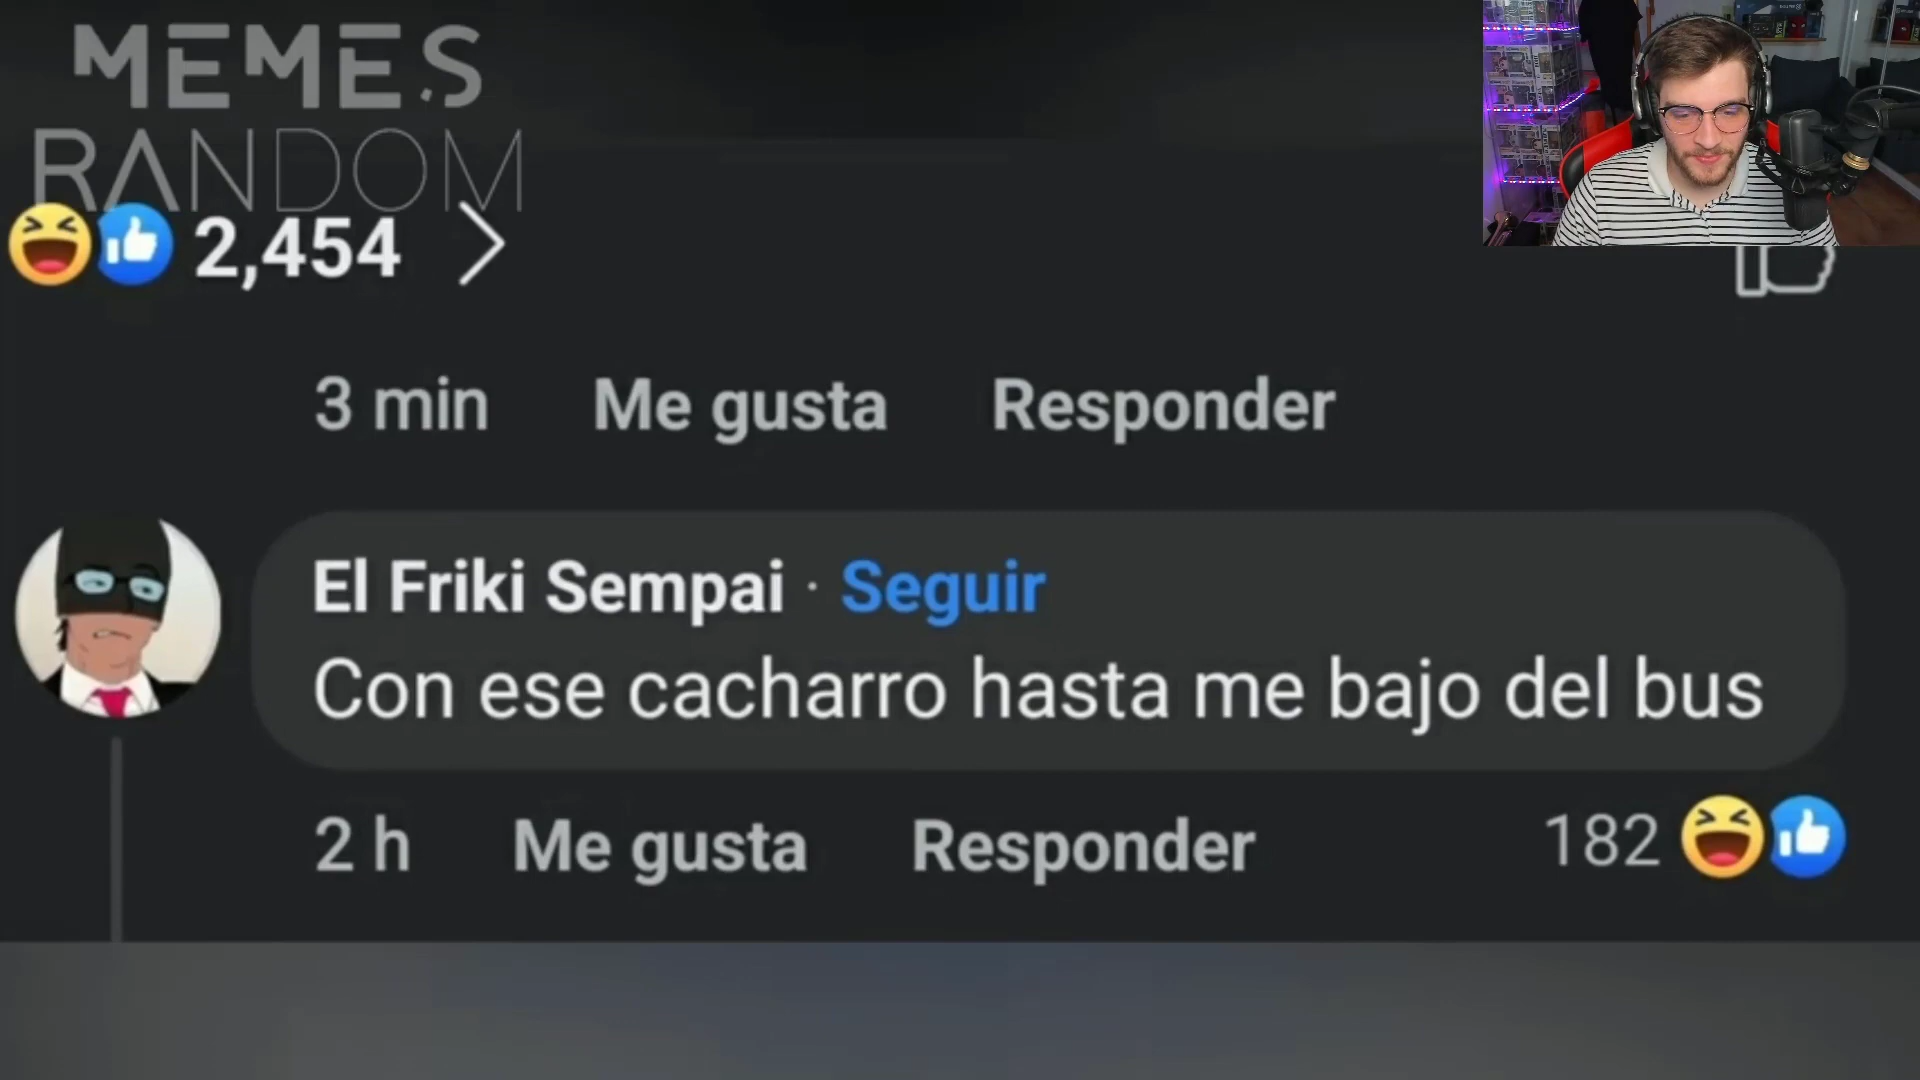 MEMES
RANDOM
2,454
3 min Me gusta Responder
El Friki Sempai · Seguir
Con ese cacharro hasta me bajo del bus
2 h Me gusta Responder 182